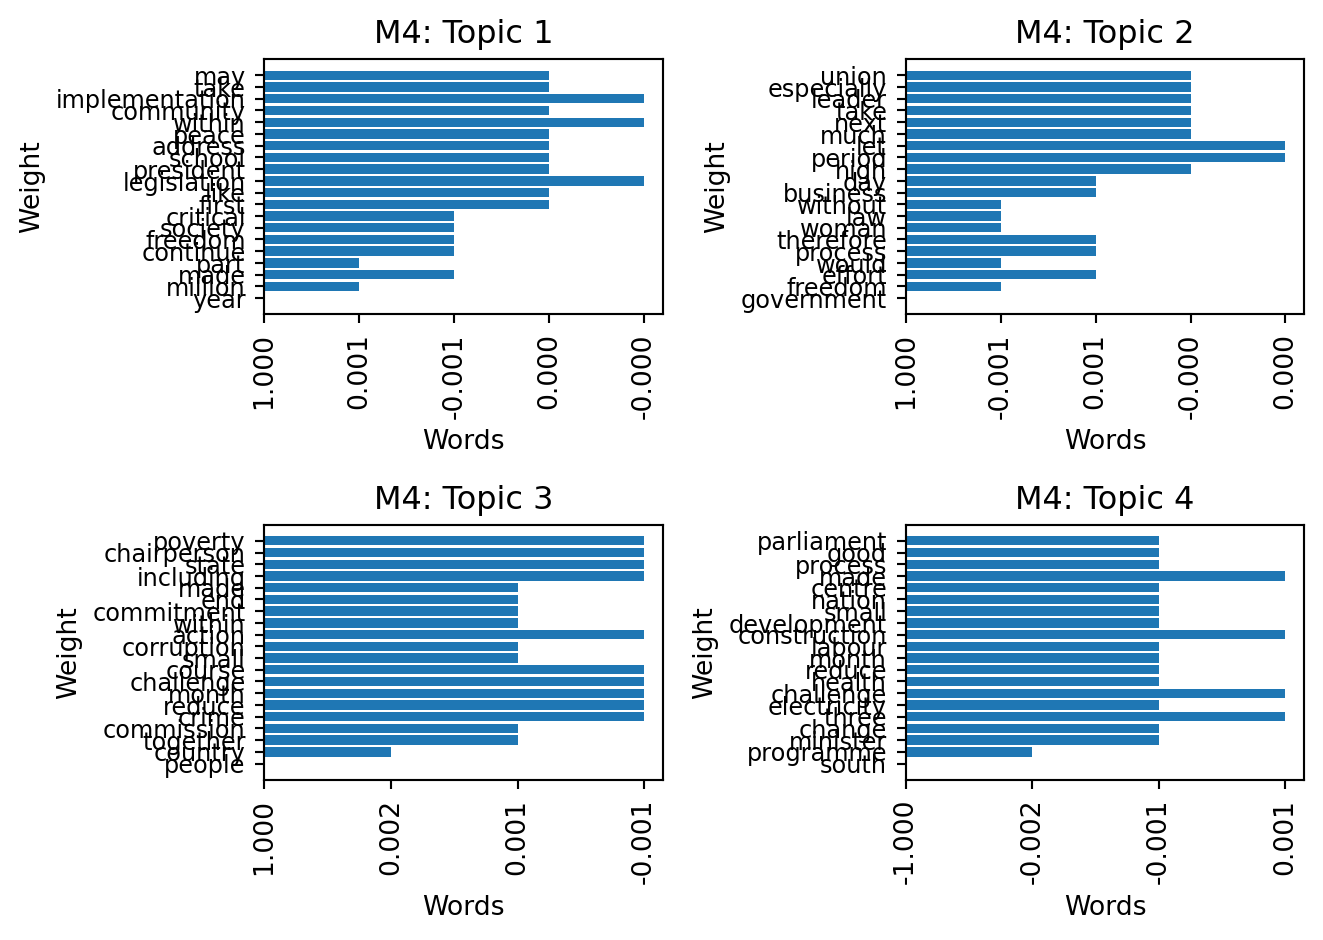 M4: Topic 1
may
take
implementation
community
within
peace
address
school
president
legislation
like
first
critical
society
freedom
continue
part
made
million
year
Weight
1.000
0.001
-0.001
0.000
-0.000
Words
M4: Topic 2
union
especially
leader
take
next
much
let
period
high
day
business
without
law
woman
therefore
process
would
effort
freedom
government
Weight
1.000
-0.001
0.001
-0.000
0.000
Words
M4: Topic 3
poverty
chairperson
state
including
made
end
commitment
within
action
corruption
small
course
challenge
month
reduce
crime
commission
together
country
people
Weight
1.000
0.002
0.001
-0.001
Words
M4: Topic 4
parliament
good
process
made
centre
nation
small
development
construction
labour
month
reduce
health
challenge
electricity
three
change
minister
programme
south
Weight
-1.000
-0.002
-0.001
0.001
Words